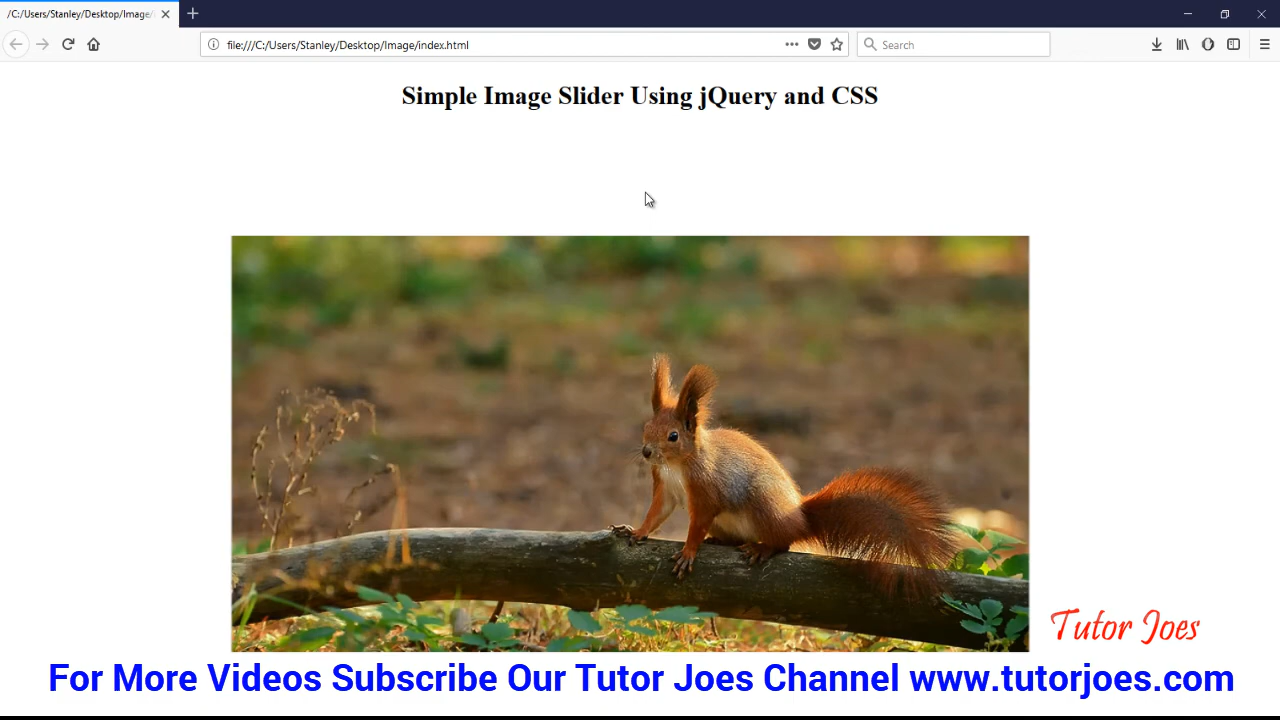 /C:/Users/Stanley/Desktop/Image/
file:///C:/Users/Stanley/Desktop/Image/index.html
Search
Simple Image Slider Using jQuery and CSS
Tutor Joes
For More Videos Subscribe Our Tutor Joes Channel www.tutorjoes.com